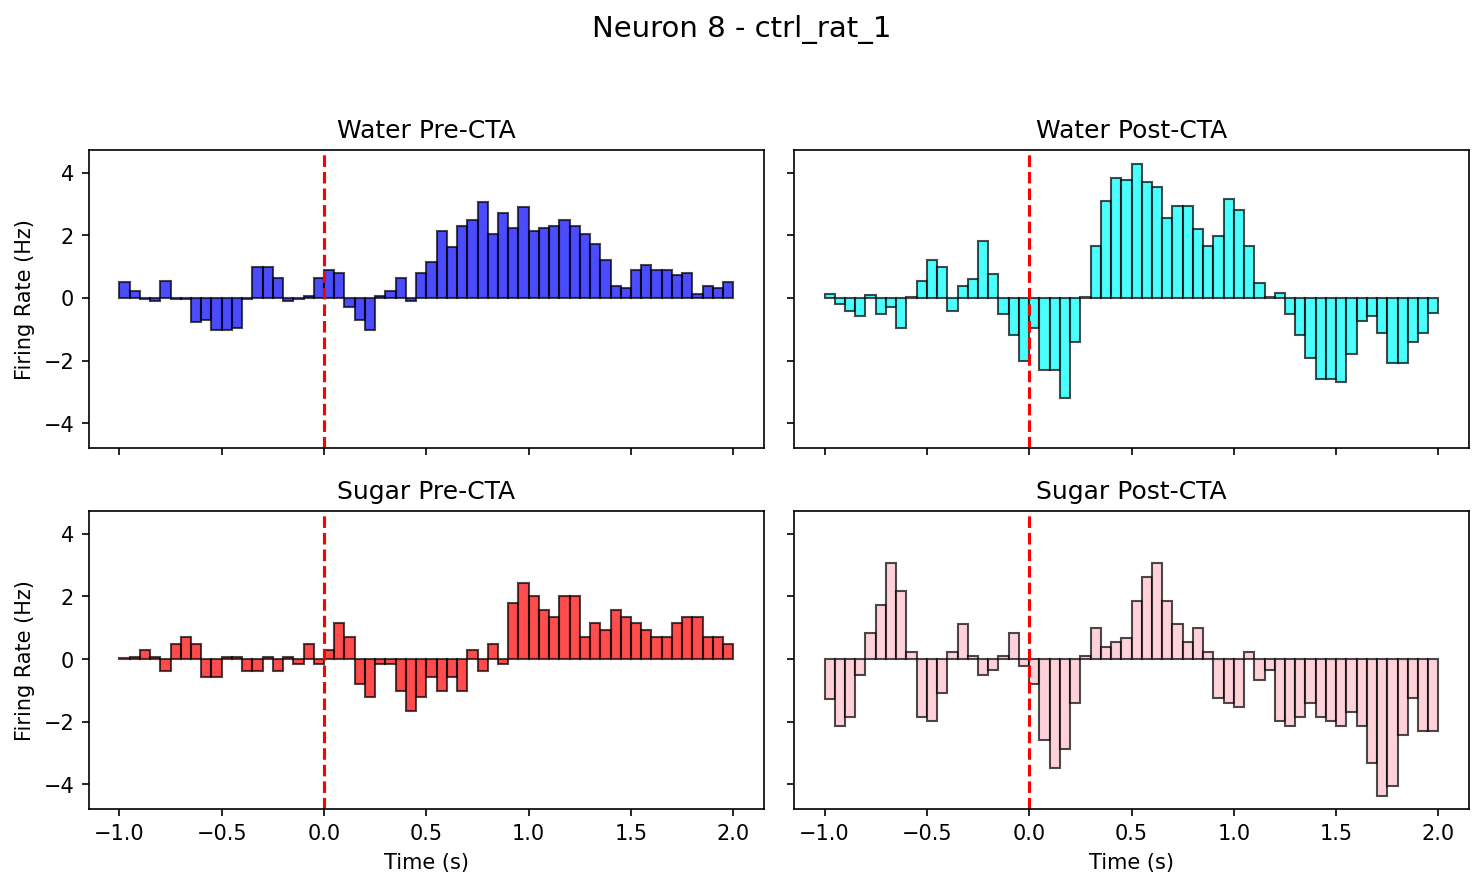 Neuron 8 - ctrl_rat_1
Water Pre-CTA
Water Post-CTA
Firing Rate (Hz)
4
2
0
−2
−4
Sugar Pre-CTA
Sugar Post-CTA
Firing Rate (Hz)
4
2
0
−2
−4
−1.0 −0.5 0.0 0.5 1.0 1.5 2.0
−1.0 −0.5 0.0 0.5 1.0 1.5 2.0
Time (s)
Time (s)